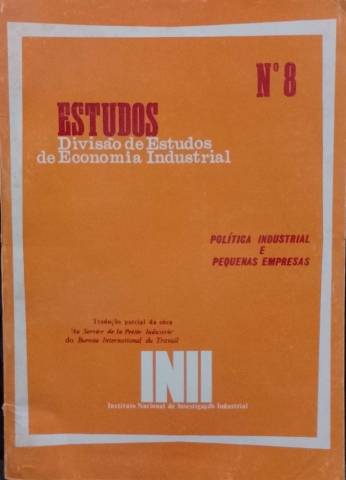 Nº 8
ESTUDOS
Divisão de Estudos
de Economia Industrial
POLÍTICA INDUSTRIAL
E
PEQUENAS EMPRESAS
Tradução parcial da obra
"Au Service de la Petite Industrie"
do Bureau International du Travail
INII
Instituto Nacional de Investigação Industrial